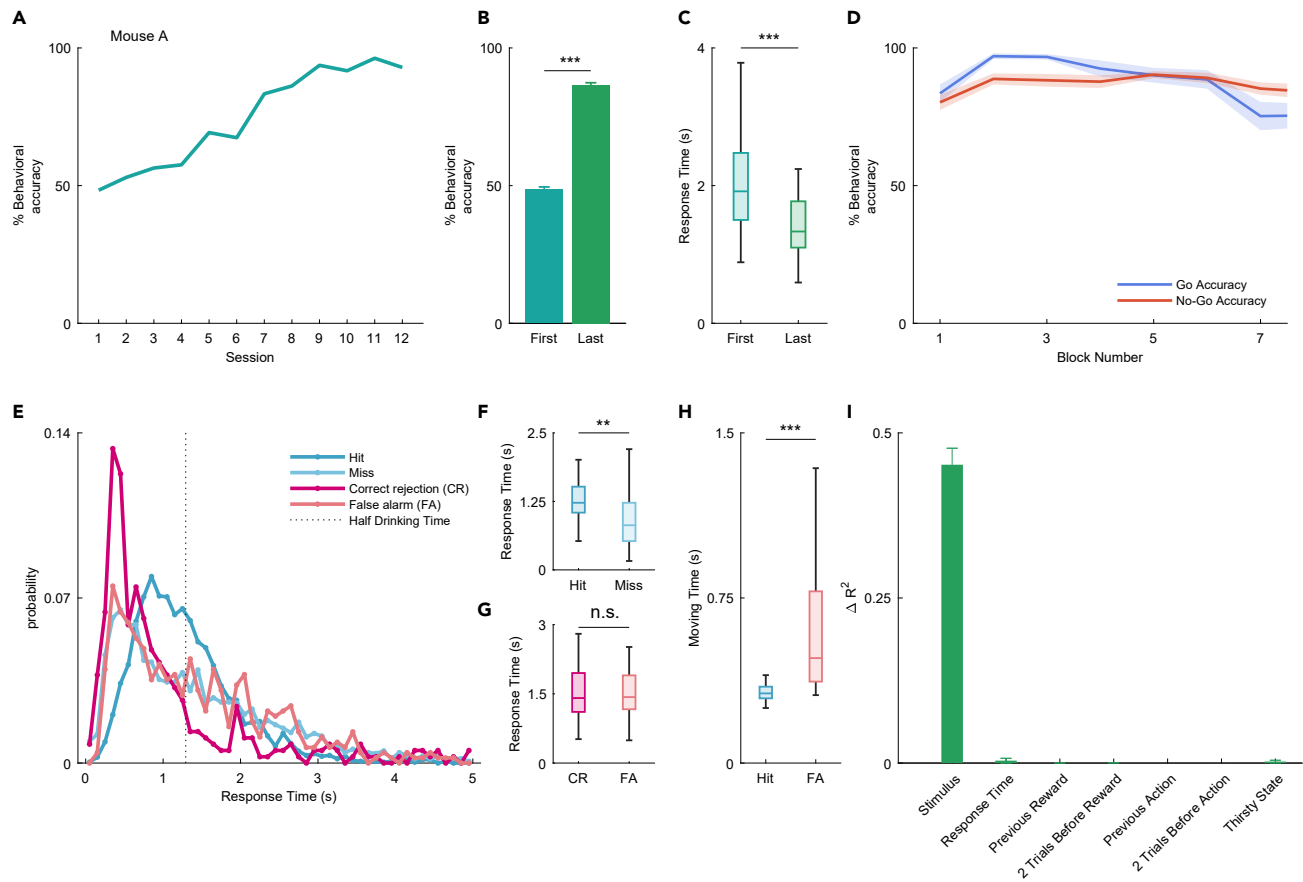 A
Mouse A
100
50
0
% Behavioral
accuracy
1 2 3 4 5 6 7 8 9 10 11 12
Session
B
***
100
50
0
% Behavioral
accuracy
First Last
C
***
4
2
0
Response Time (s)
First Last
D
100
50
0
% Behavioral
accuracy
Go Accuracy
No-Go Accuracy
1 3 5 7
Block Number
E
0.14
0.07
0
probability
Hit
Miss
Correct rejection (CR)
False alarm (FA)
Half Drinking Time
0 1 2 3 4 5
Response Time (s)
F
**
2.5
1.25
0
Response Time (s)
Hit Miss
G
n.s.
3
1.5
0
Response Time (s)
CR FA
H
***
1.5
0.75
0
Moving Time (s)
Hit FA
I
0.5
0.25
0
Δ R²
Stimulus
Response Time
Previous Reward
2 Trials Before Reward
Previous Action
2 Trials Before Action
Thirsty State